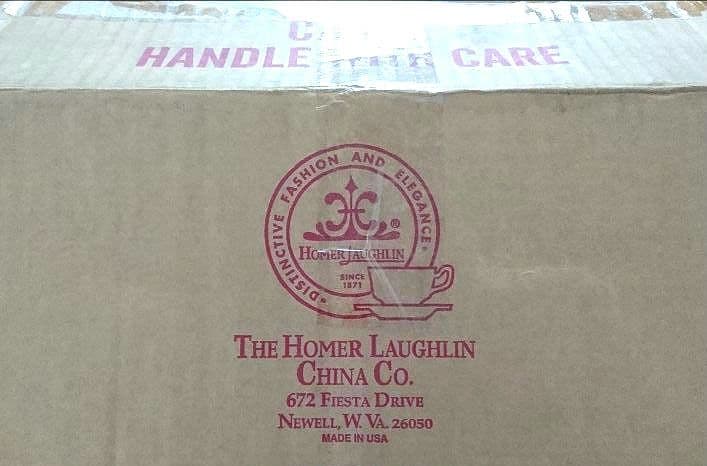 HANDLE WITH CARE
DISTINCTIVE FASHION AND ELEGANCE
®
HOMER LAUGHLIN
SINCE
1871
THE HOMER LAUGHLIN
CHINA CO.
672 FIESTA DRIVE
NEWELL, W. VA. 26050
MADE IN USA